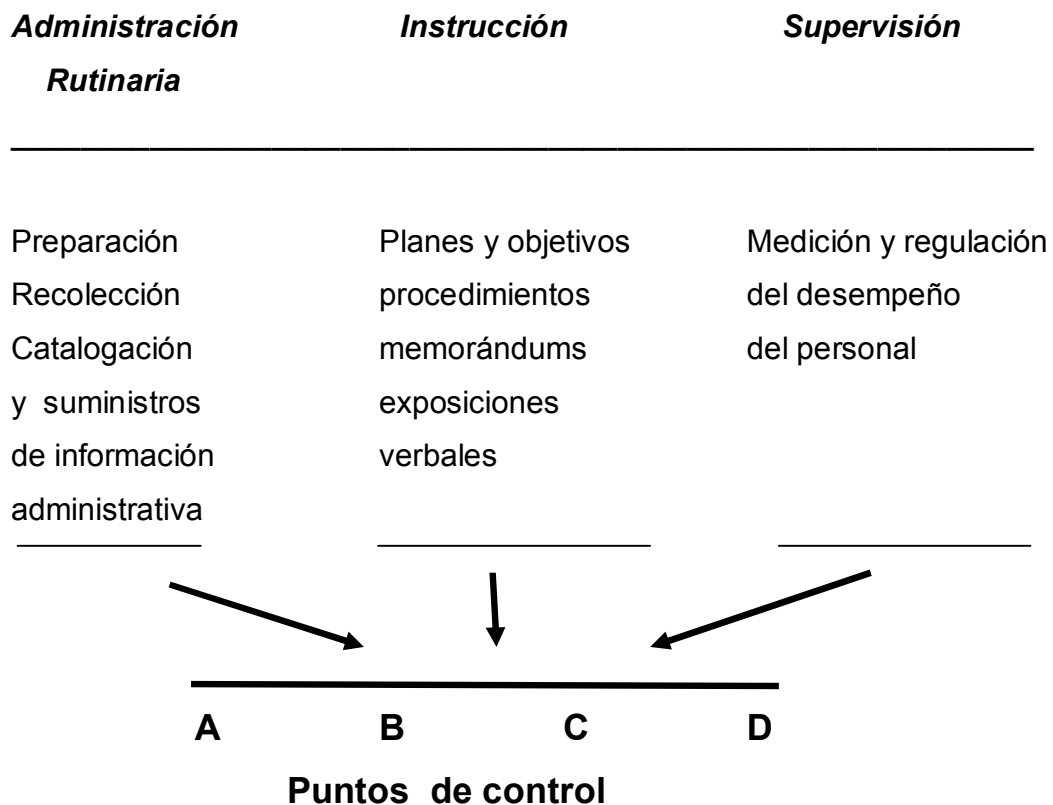 Administración Instrucción Supervisión
Rutinaria
Preparación Planes y objetivos Medición y regulación
Recolección procedimientos del desempeño
Catalogación memorándums del personal
y suministros exposiciones
de información verbales
administrativa
A B C D
Puntos de control